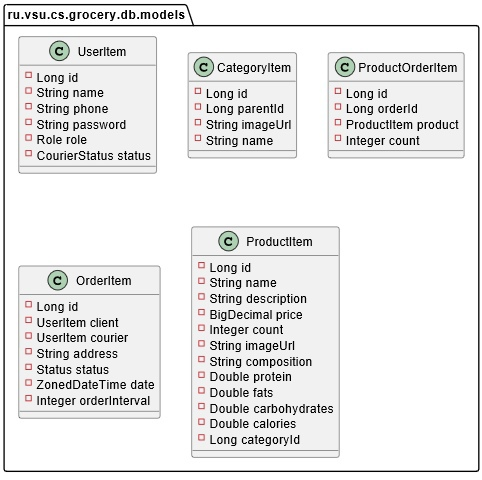 ru.vsu.cs.grocery.db.models
C UserItem
Long id
String name
String phone
String password
Role role
CourierStatus status
C CategoryItem
Long id
Long parentId
String imageUrl
String name
C ProductOrderItem
Long id
Long orderId
ProductItem product
Integer count
C OrderItem
Long id
UserItem client
UserItem courier
String address
Status status
ZonedDateTime date
Integer orderInterval
C ProductItem
Long id
String name
String description
BigDecimal price
Integer count
String imageUrl
String composition
Double protein
Double fats
Double carbohydrates
Double calories
Long categoryId